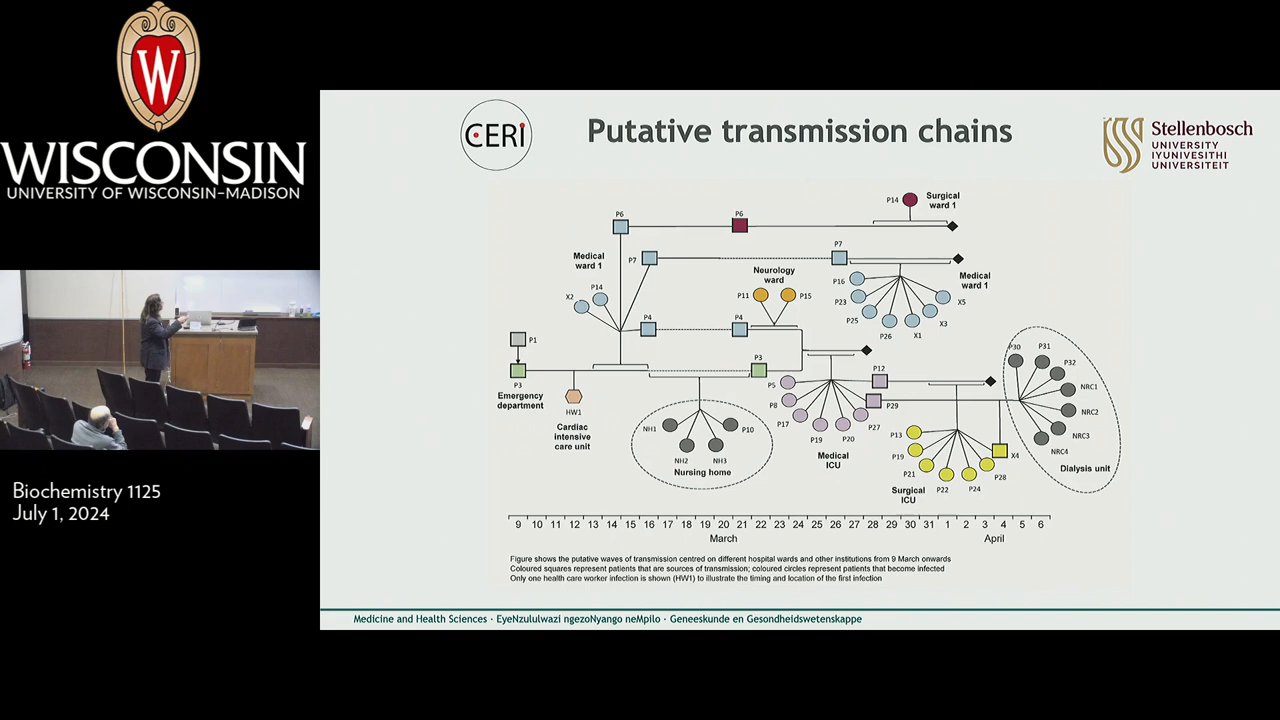 W
WISCONSIN
UNIVERSITY OF WISCONSIN–MADISON
Biochemistry 1125
July 1, 2024
CERI
Putative transmission chains
Stellenbosch
UNIVERSITY
IYUNIVESITHI
UNIVERSITEIT
P14
Surgical
ward 1
P6
P6
P7
P7
Medical
ward 1
Neurology
ward
P16
Medical
ward 1
X2
P14
P11
P15
P23
X5
P25
P26
X1
X3
P4
P4
P1
P3
P3
Emergency
department
HW1
Cardiac
intensive
care unit
NH1
P10
NH2
NH3
Nursing home
P5
P12
P8
P29
P17
P19
P20
P27
Medical
ICU
P13
P19
P21
P22
P24
P28
X4
Surgical
ICU
P30
P31
P32
NRC1
NRC2
NRC3
NRC4
Dialysis unit
9 10 11 12 13 14 15 16 17 18 19 20 21 22 23 24 25 26 27 28 29 30 31 1 2 3 4 5 6
March
April
Figure shows the putative waves of transmission centred on different hospital wards and other institutions from 9 March onwards
Coloured squares represent patients that are sources of transmission; coloured circles represent patients that become infected
Only one health care worker infection is shown (HW1) to illustrate the timing and location of the first infection
Medicine and Health Sciences · EyeNzululwazi ngezoNyango neMpilo · Geneeskunde en Gesondheidswetenskappe